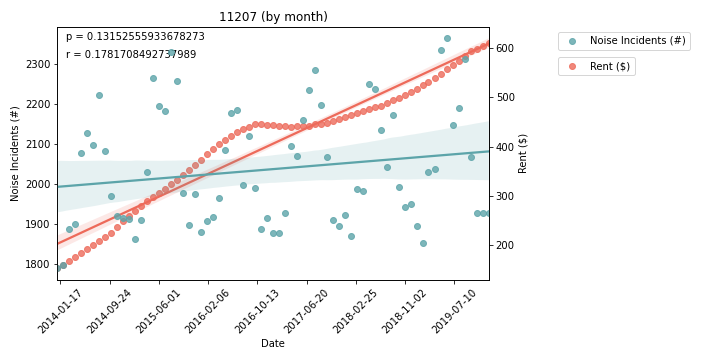 11207 (by month)
p = 0.13152555933678273
r = 0.1781708492737989
Noise Incidents (#)
2300
2200
2100
2000
1900
1800
600
500
400
300
200
Rent ($)
2014-01-17
2014-09-24
2015-06-01
2016-02-06
2016-10-13
2017-06-20
2018-02-25
2018-11-02
2019-07-10
Date
Noise Incidents (#)
Rent ($)